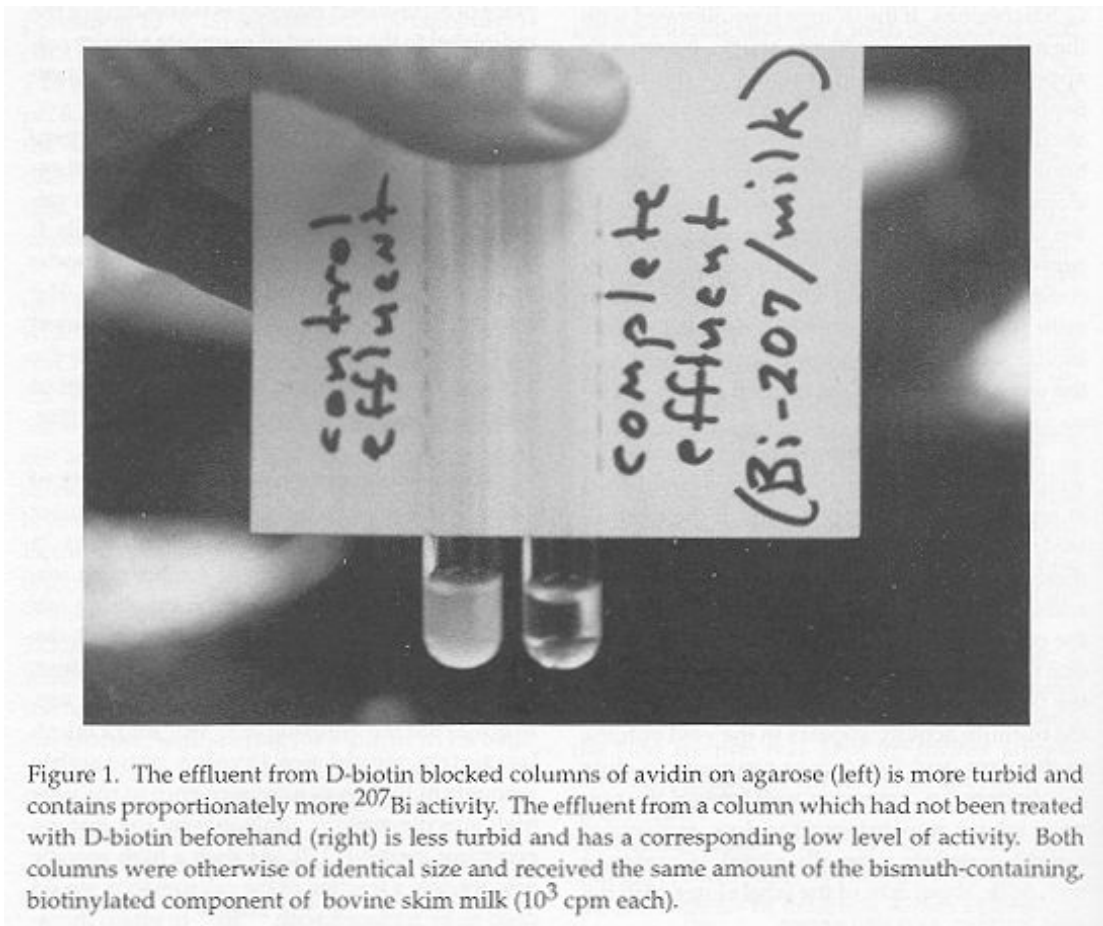 control
effluent
complete
effluent
(Bi-207/milk)
Figure 1. The effluent from D-biotin blocked columns of avidin on agarose (left) is more turbid and
contains proportionately more 207Bi activity. The effluent from a column which had not been treated
with D-biotin beforehand (right) is less turbid and has a corresponding low level of activity. Both
columns were otherwise of identical size and received the same amount of the bismuth-containing,
biotinylated component of bovine skim milk (103 cpm each).